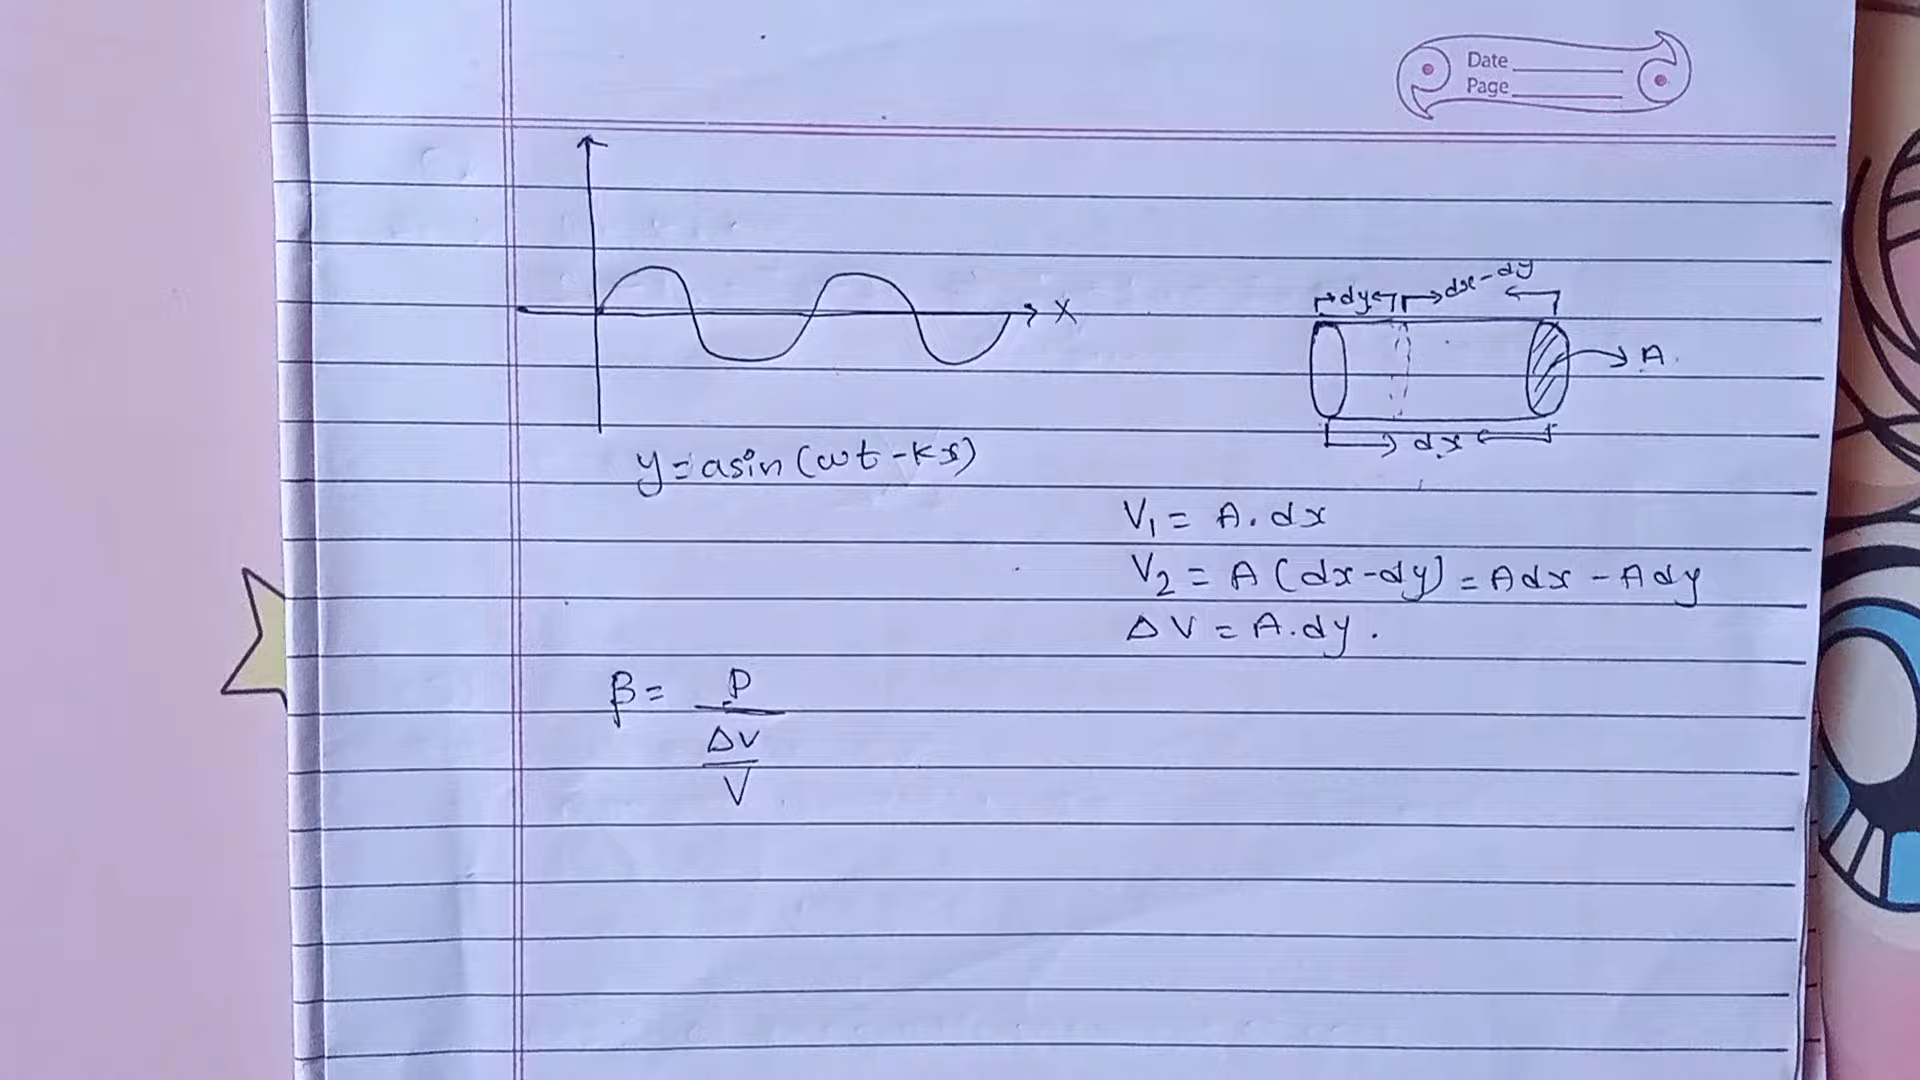 Date
Page
dy dx-dy
X
A.
dx
y = asin(ωt-kx)
V₁ = A.dx
V₂ = A(dx-dy) = Adx - Ady
ΔV = A.dy.
β = P
ΔV
V